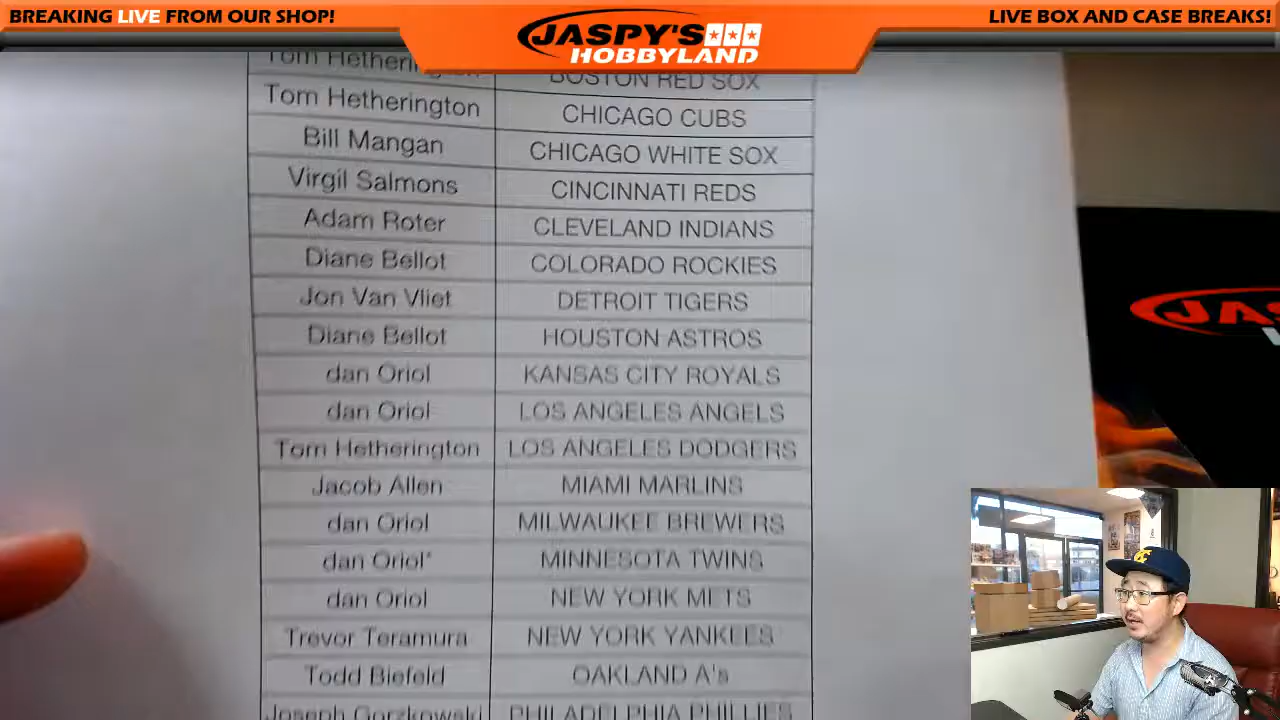 BREAKING LIVE FROM OUR SHOP!
JASPY'S
HOBBYLAND
LIVE BOX AND CASE BREAKS!
Tom Hetherington BOSTON RED SOX
Tom Hetherington CHICAGO CUBS
Bill Mangan CHICAGO WHITE SOX
Virgil Salmons CINCINNATI REDS
Adam Roter CLEVELAND INDIANS
Diane Bellot COLORADO ROCKIES
Jon Van Vliet DETROIT TIGERS
Diane Bellot HOUSTON ASTROS
dan Oriol KANSAS CITY ROYALS
dan Oriol LOS ANGELES ANGELS
Tom Hetherington LOS ANGELES DODGERS
Jacob Allen MIAMI MARLINS
dan Oriol MILWAUKEE BREWERS
dan Oriol* MINNESOTA TWINS
dan Oriol NEW YORK METS
Trevor Teramura NEW YORK YANKEES
Todd Biefeld OAKLAND A's
Joseph Gorzkowski PHILADELPHIA PHILLIES